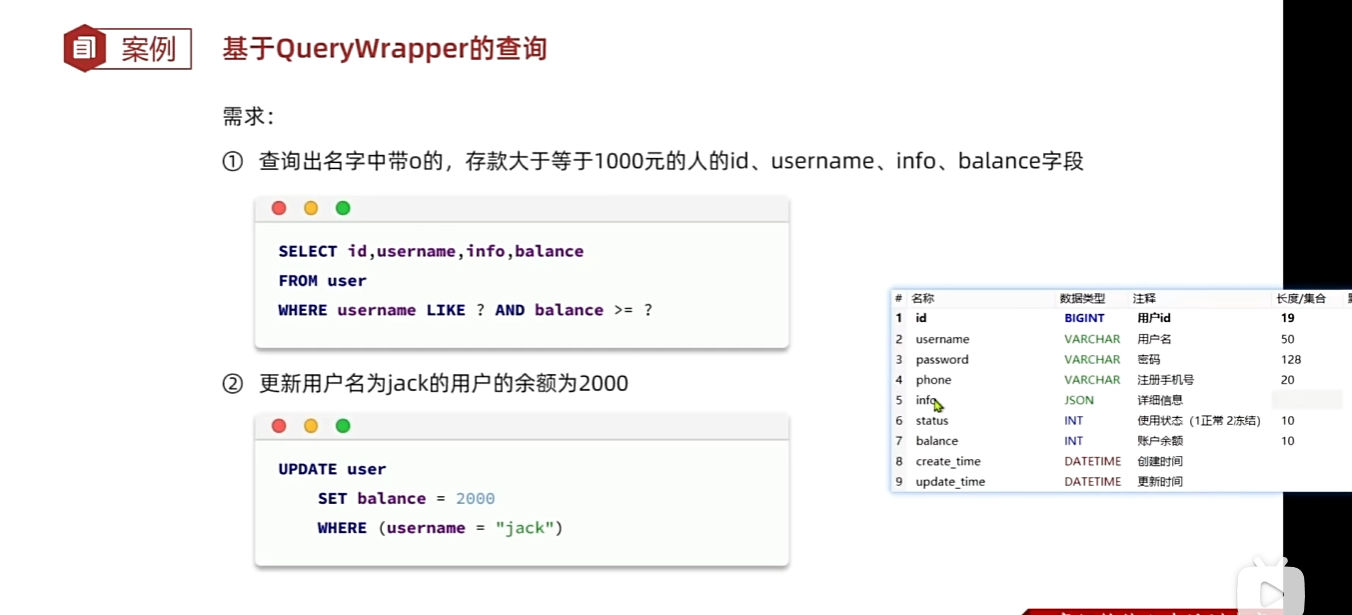 案例
基于QueryWrapper的查询
需求：
① 查询出名字中带o的，存款大于等于1000元的人的id、username、info、balance字段
SELECT id,username,info,balance
FROM user
WHERE username LIKE ? AND balance >= ?
② 更新用户名为jack的用户的余额为2000
UPDATE user
SET balance = 2000
WHERE (username = "jack")
# 名称 数据类型 注释 长度/集合
1 id BIGINT 用户id 19
2 username VARCHAR 用户名 50
3 password VARCHAR 密码 128
4 phone VARCHAR 注册手机号 20
5 info JSON 详细信息
6 status INT 使用状态（1正常 2冻结） 10
7 balance INT 账户余额 10
8 create_time DATETIME 创建时间
9 update_time DATETIME 更新时间